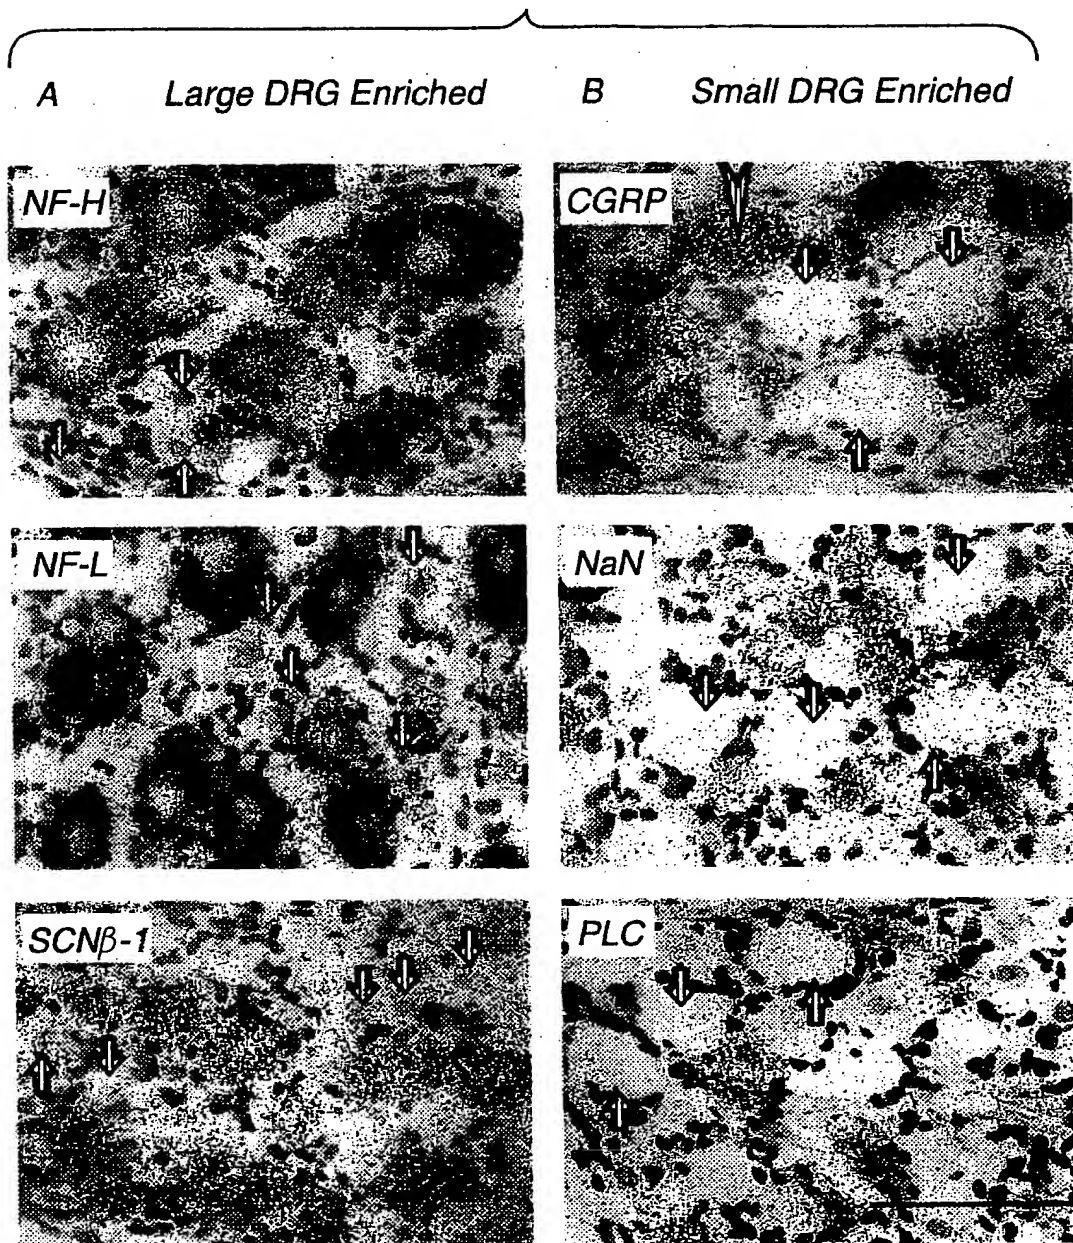 A Large DRG Enriched
B Small DRG Enriched
NF-H
CGRP
NF-L
NaN
SCNβ-1
PLC